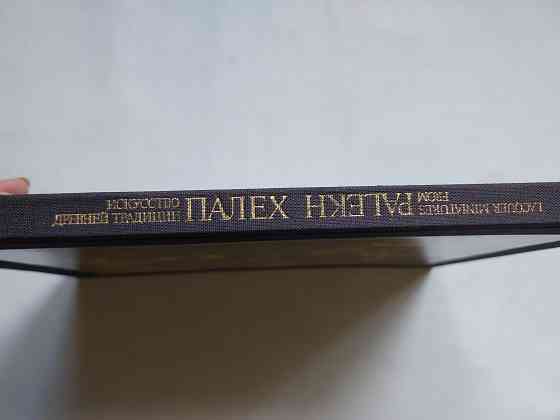 ИСКУССТВО
ДРЕВНЕЙ ТРАДИЦИИ
ПАЛЕХ
LACQUER MINIATURES
FROM
PALEKH